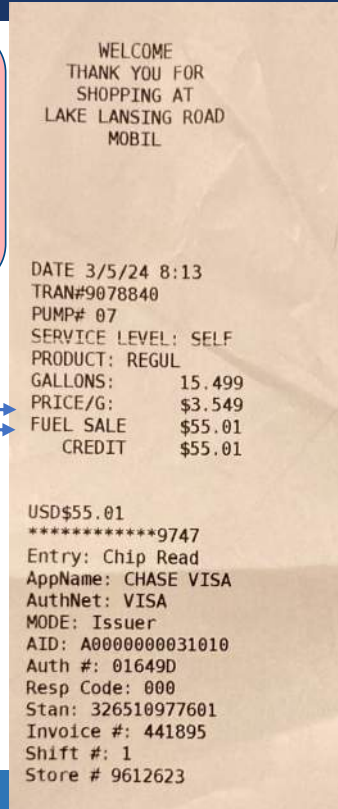 WELCOME
THANK YOU FOR
SHOPPING AT
LAKE LANSING ROAD
MOBIL
DATE 3/5/24 8:13
TRAN#9078840
PUMP# 07
SERVICE LEVEL: SELF
PRODUCT: REGUL
GALLONS: 15.499
PRICE/G: $3.549
FUEL SALE $55.01
CREDIT $55.01
USD$55.01
************9747
Entry: Chip Read
AppName: CHASE VISA
AuthNet: VISA
MODE: Issuer
AID: A0000000031010
Auth #: 01649D
Resp Code: 000
Stan: 326510977601
Invoice #: 441895
Shift #: 1
Store # 9612623